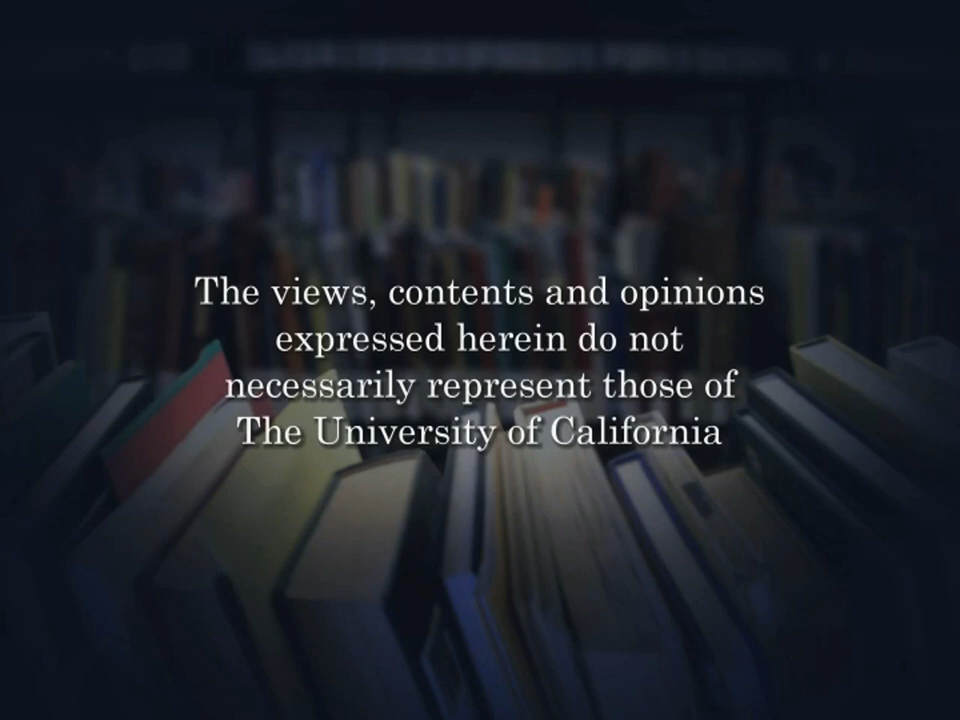 The views, contents and opinions
expressed herein do not
necessarily represent those of
The University of California